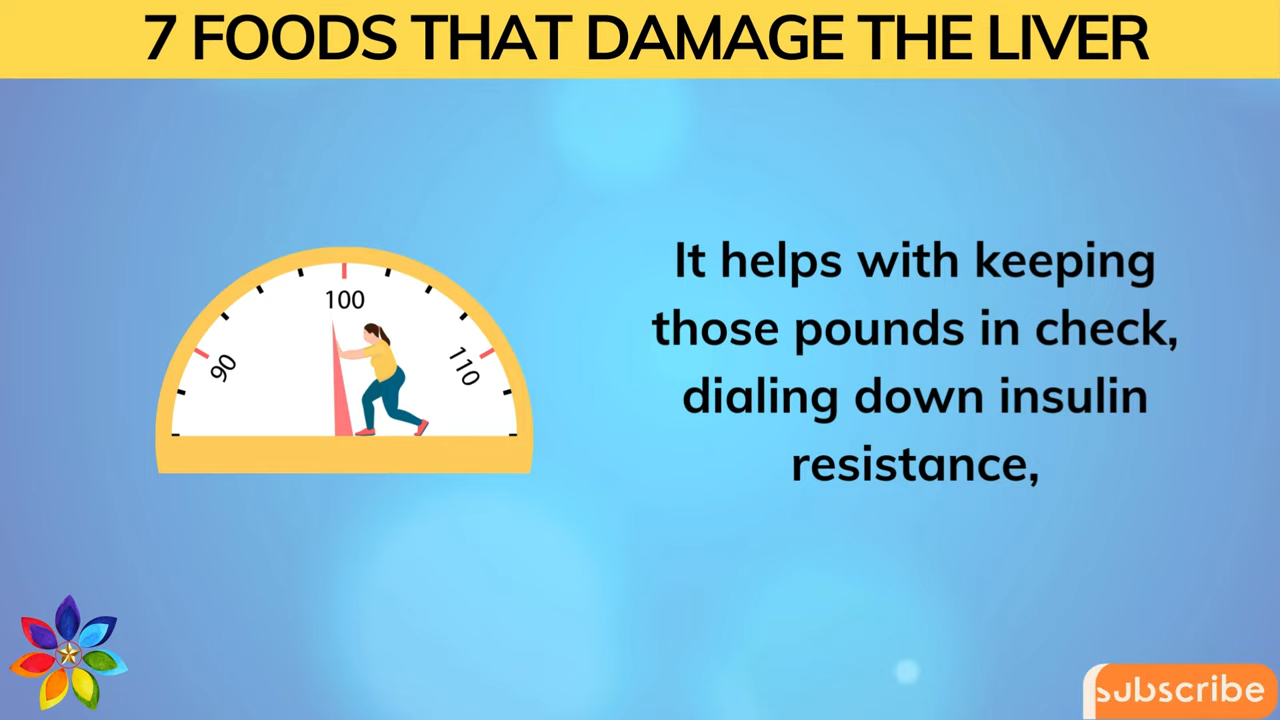 7 FOODS THAT DAMAGE THE LIVER
100
90
110
It helps with keeping
those pounds in check,
dialing down insulin
resistance,
subscribe